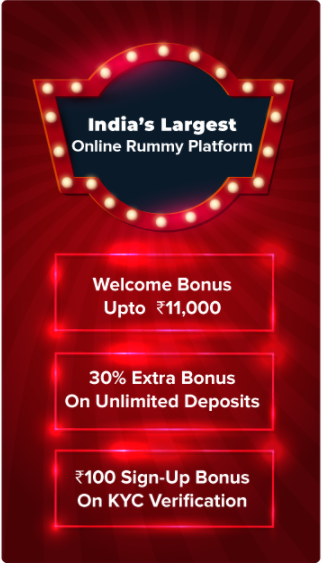 India's Largest
Online Rummy Platform
Welcome Bonus
Upto ₹11,000
30% Extra Bonus
On Unlimited Deposits
₹100 Sign-Up Bonus
On KYC Verification